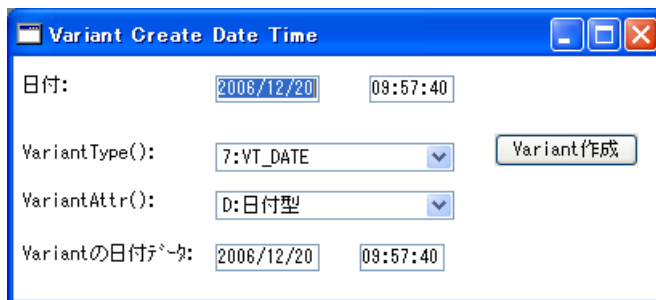 Variant Create Date Time
日付: 2006/12/20 09:57:40
VariantType(): 7:VT_DATE Variant作成
VariantAttr(): D:日付型
Variantの日付ﾃﾞｰﾀ: 2006/12/20 09:57:40